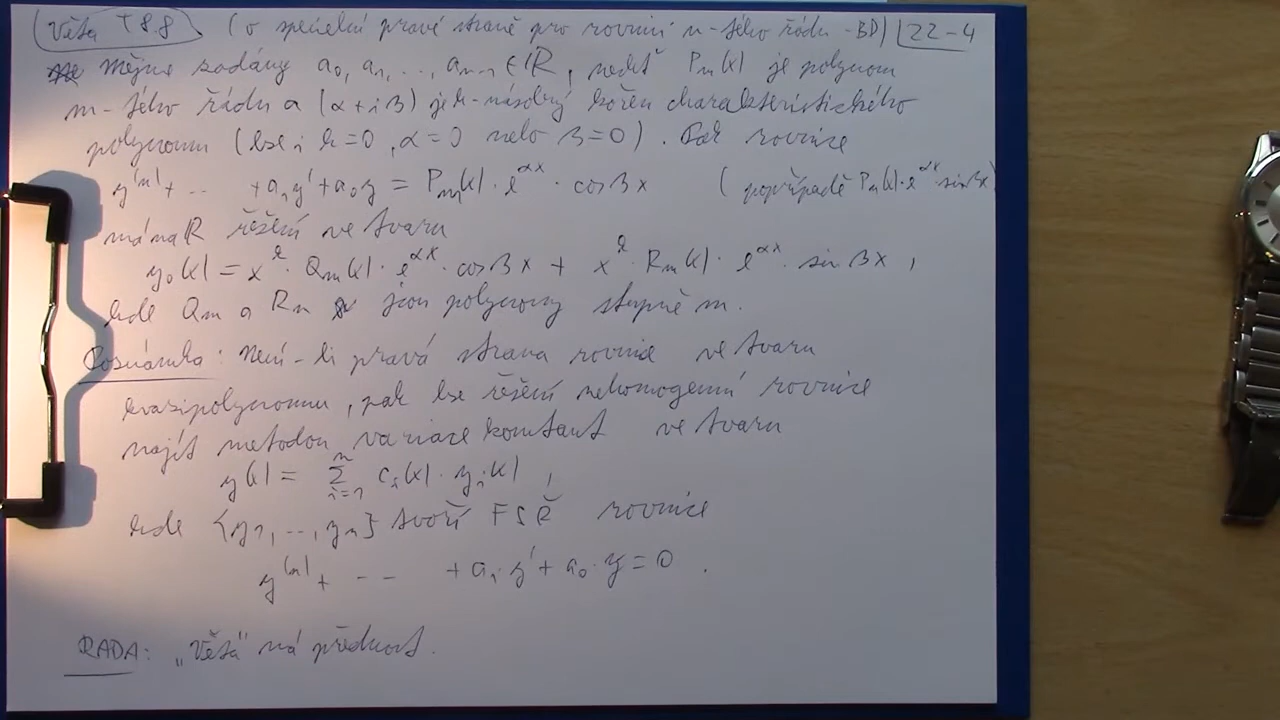 Věta T8.8 (o speciální pravé straně pro rovnici n-tého řádu - BD) 22-4
Mějme zadány a₀, a₁, ..., aₙ₋₁ ∈ ℝ, nechť Pₘ(x) je polynom
m-tého řádu a (α+iβ) je k-násobný kořen charakteristického
polynomu (lze i k=0, α=0 nebo β=0). Pak rovnice
y⁽ⁿ⁾ + ... + a₁y' + a₀y = Pₘ(x) · e^{αx} · cos βx (popřípadě Pₘ(x) · e^{αx} sin βx)
má na ℝ řešení ve tvaru
y₀(x) = x^k · Qₘ(x) · e^{αx} · cos βx + x^k · Rₘ(x) · e^{αx} · sin βx ,
kde Qₘ a Rₘ jsou polynomy stupně m.
Poznámka: Není-li pravá strana rovnice ve tvaru
kvazipolynomu, pak lze řešení nehomogenní rovnice
najít metodou variace konstant ve tvaru
y(x) = ∑_{i=1}^{n} cᵢ(x) · yᵢ(x) ,
kde {y₁, ..., yₙ} tvoří FSŘ rovnice
y⁽ⁿ⁾ + -- + a₁·y' + a₀·y = 0 .
RADA: „Věta" má přednost.